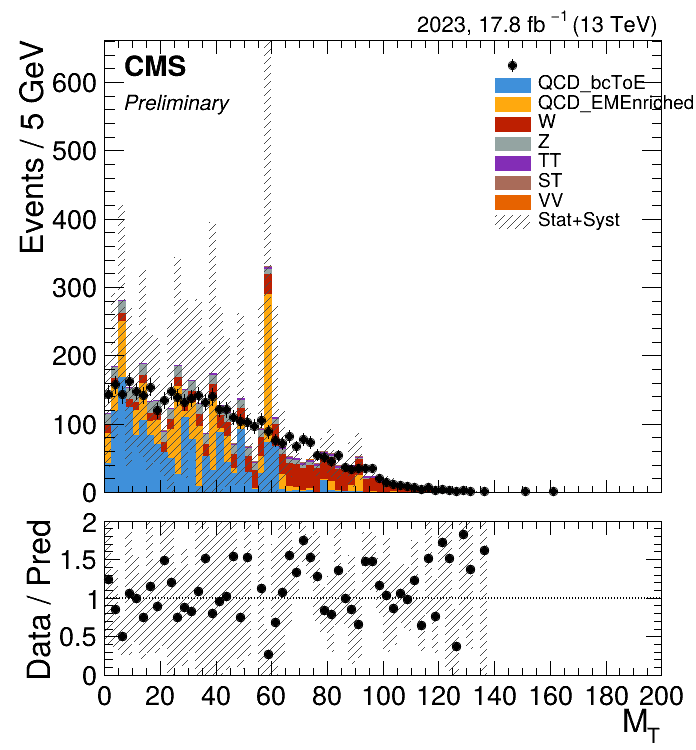 2023, 17.8 fb⁻¹ (13 TeV)
CMS
Preliminary
QCD_bcToE
QCD_EMEnriched
W
Z
TT
ST
VV
Stat+Syst
Events / 5 GeV
600
500
400
300
200
100
0
Data / Pred
2
1.5
1
0.5
0
0 20 40 60 80 100 120 140 160 180 200
M_T